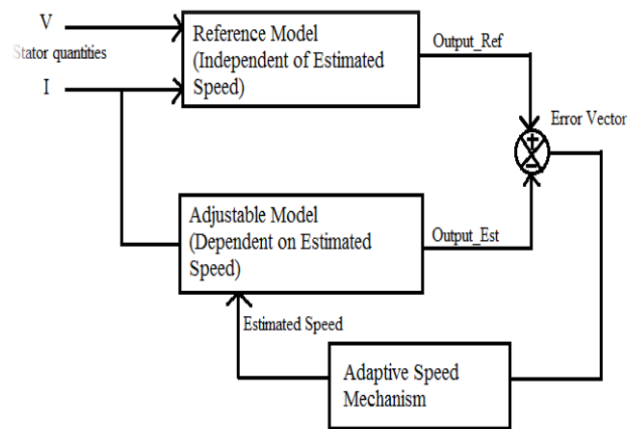 V
Stator quantities
I
Reference Model
(Independent of Estimated
Speed)
Output_Ref
Error Vector
+
−
Adjustable Model
(Dependent on Estimated
Speed)
Output_Est
Estimated Speed
Adaptive Speed
Mechanism